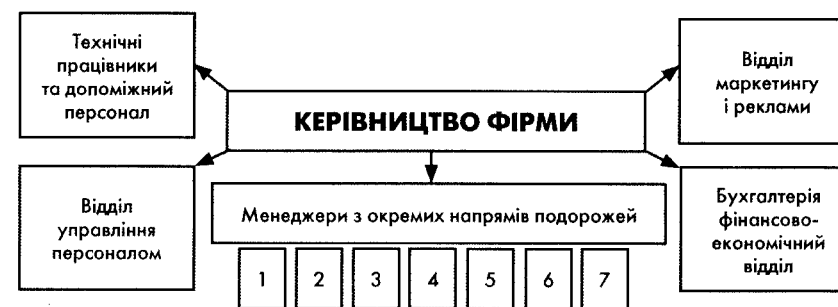 Технічні
працівники
та допоміжний
персонал
Відділ
маркетингу
і реклами
КЕРІВНИЦТВО ФІРМИ
Відділ
управління
персоналом
Менеджери з окремих напрямів подорожей
Бухгалтерія
фінансово-
економічний
відділ
1 2 3 4 5 6 7